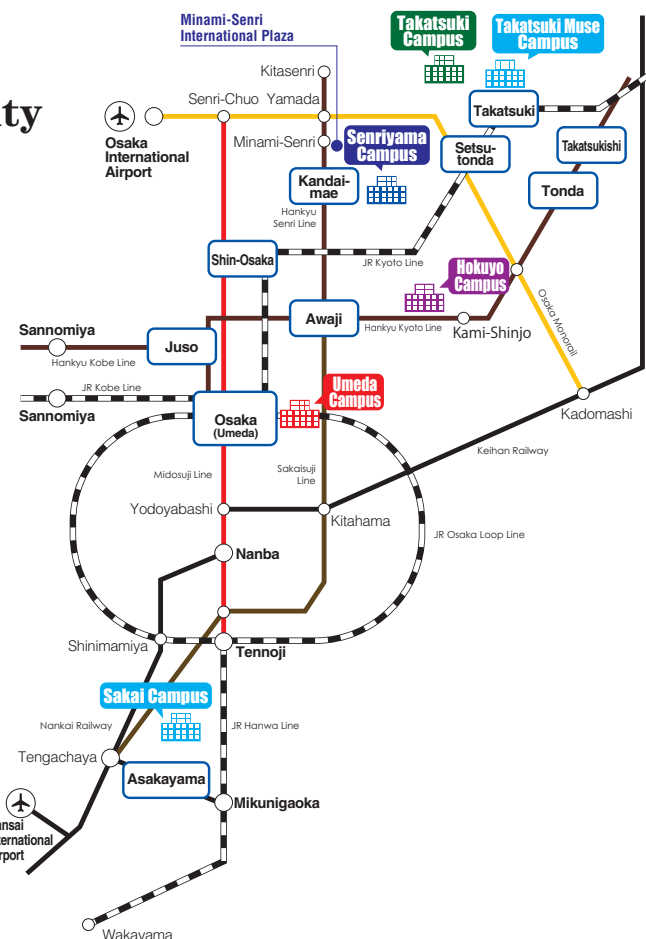 Minami-Senri
International Plaza
Takatsuki
Campus
Takatsuki Muse
Campus
ty
Kitasenri
Senri-Chuo
Yamada
Osaka
International
Airport
Minami-Senri
Senriyama
Campus
Takatsuki
Setsu-
tonda
Takatsukishi
Kandai-
mae
Tonda
Hankyu
Senri Line
Shin-Osaka
JR Kyoto Line
Hokuyo
Campus
Osaka Monorail
Awaji
Hankyu Kyoto Line
Kami-Shinjo
Sannomiya
Juso
Hankyu Kobe Line
JR Kobe Line
Sannomiya
Osaka
(Umeda)
Umeda
Campus
Kadomashi
Keihan Railway
Midosuji Line
Sakaisuji
Line
Yodoyabashi
Kitahama
JR Osaka Loop Line
Nanba
Shinimamiya
Tennoji
Sakai Campus
Nankai Railway
JR Hanwa Line
Tengachaya
Asakayama
Mikunigaoka
ansai
ternational
rport
Wakayama